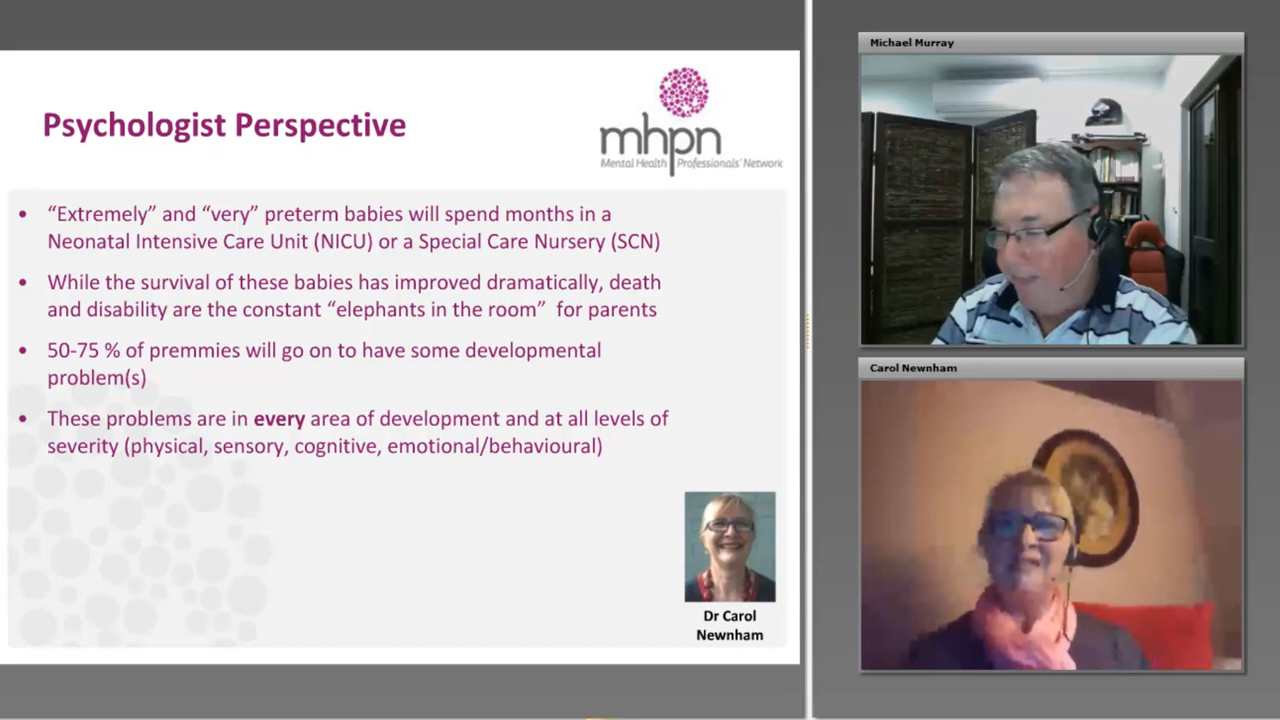 Psychologist Perspective
mhpn
Mental Health Professionals' Network
• "Extremely" and "very" preterm babies will spend months in a
Neonatal Intensive Care Unit (NICU) or a Special Care Nursery (SCN)
• While the survival of these babies has improved dramatically, death
and disability are the constant "elephants in the room" for parents
• 50-75 % of premmies will go on to have some developmental
problem(s)
• These problems are in every area of development and at all levels of
severity (physical, sensory, cognitive, emotional/behavioural)
Dr Carol
Newnham
Michael Murray
Carol Newnham